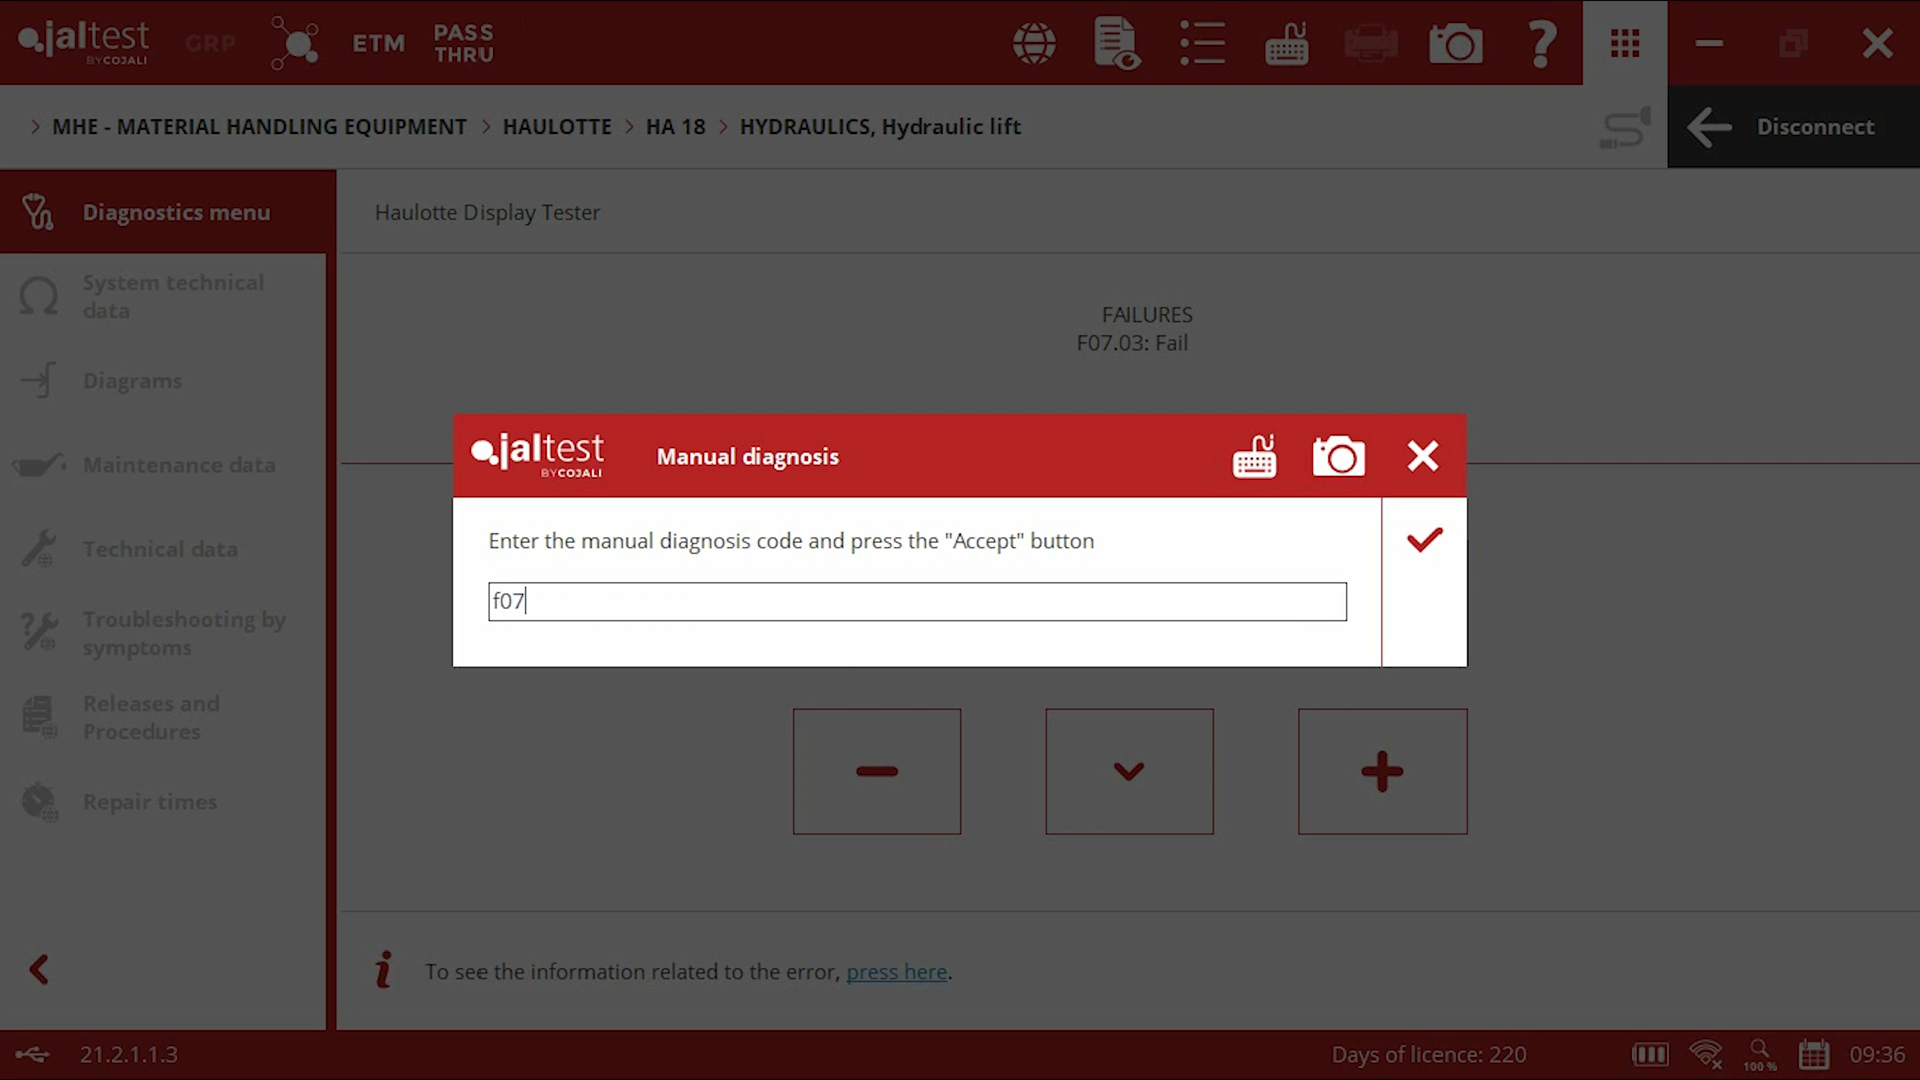 jaltest
BY COJALI
GRP
ETM
PASS
THRU
MHE - MATERIAL HANDLING EQUIPMENT
HAULOTTE
HA 18
HYDRAULICS, Hydraulic lift
Disconnect
Diagnostics menu
Haulotte Display Tester
System technical
data
Diagrams
Maintenance data
Technical data
Troubleshooting by
symptoms
Releases and
Procedures
Repair times
FAILURES
F07.03: Fail
jaltest
BY COJALI
Manual diagnosis
Enter the manual diagnosis code and press the "Accept" button
f07
To see the information related to the error, press here.
21.2.1.1.3
Days of licence: 220
100 %
09:36